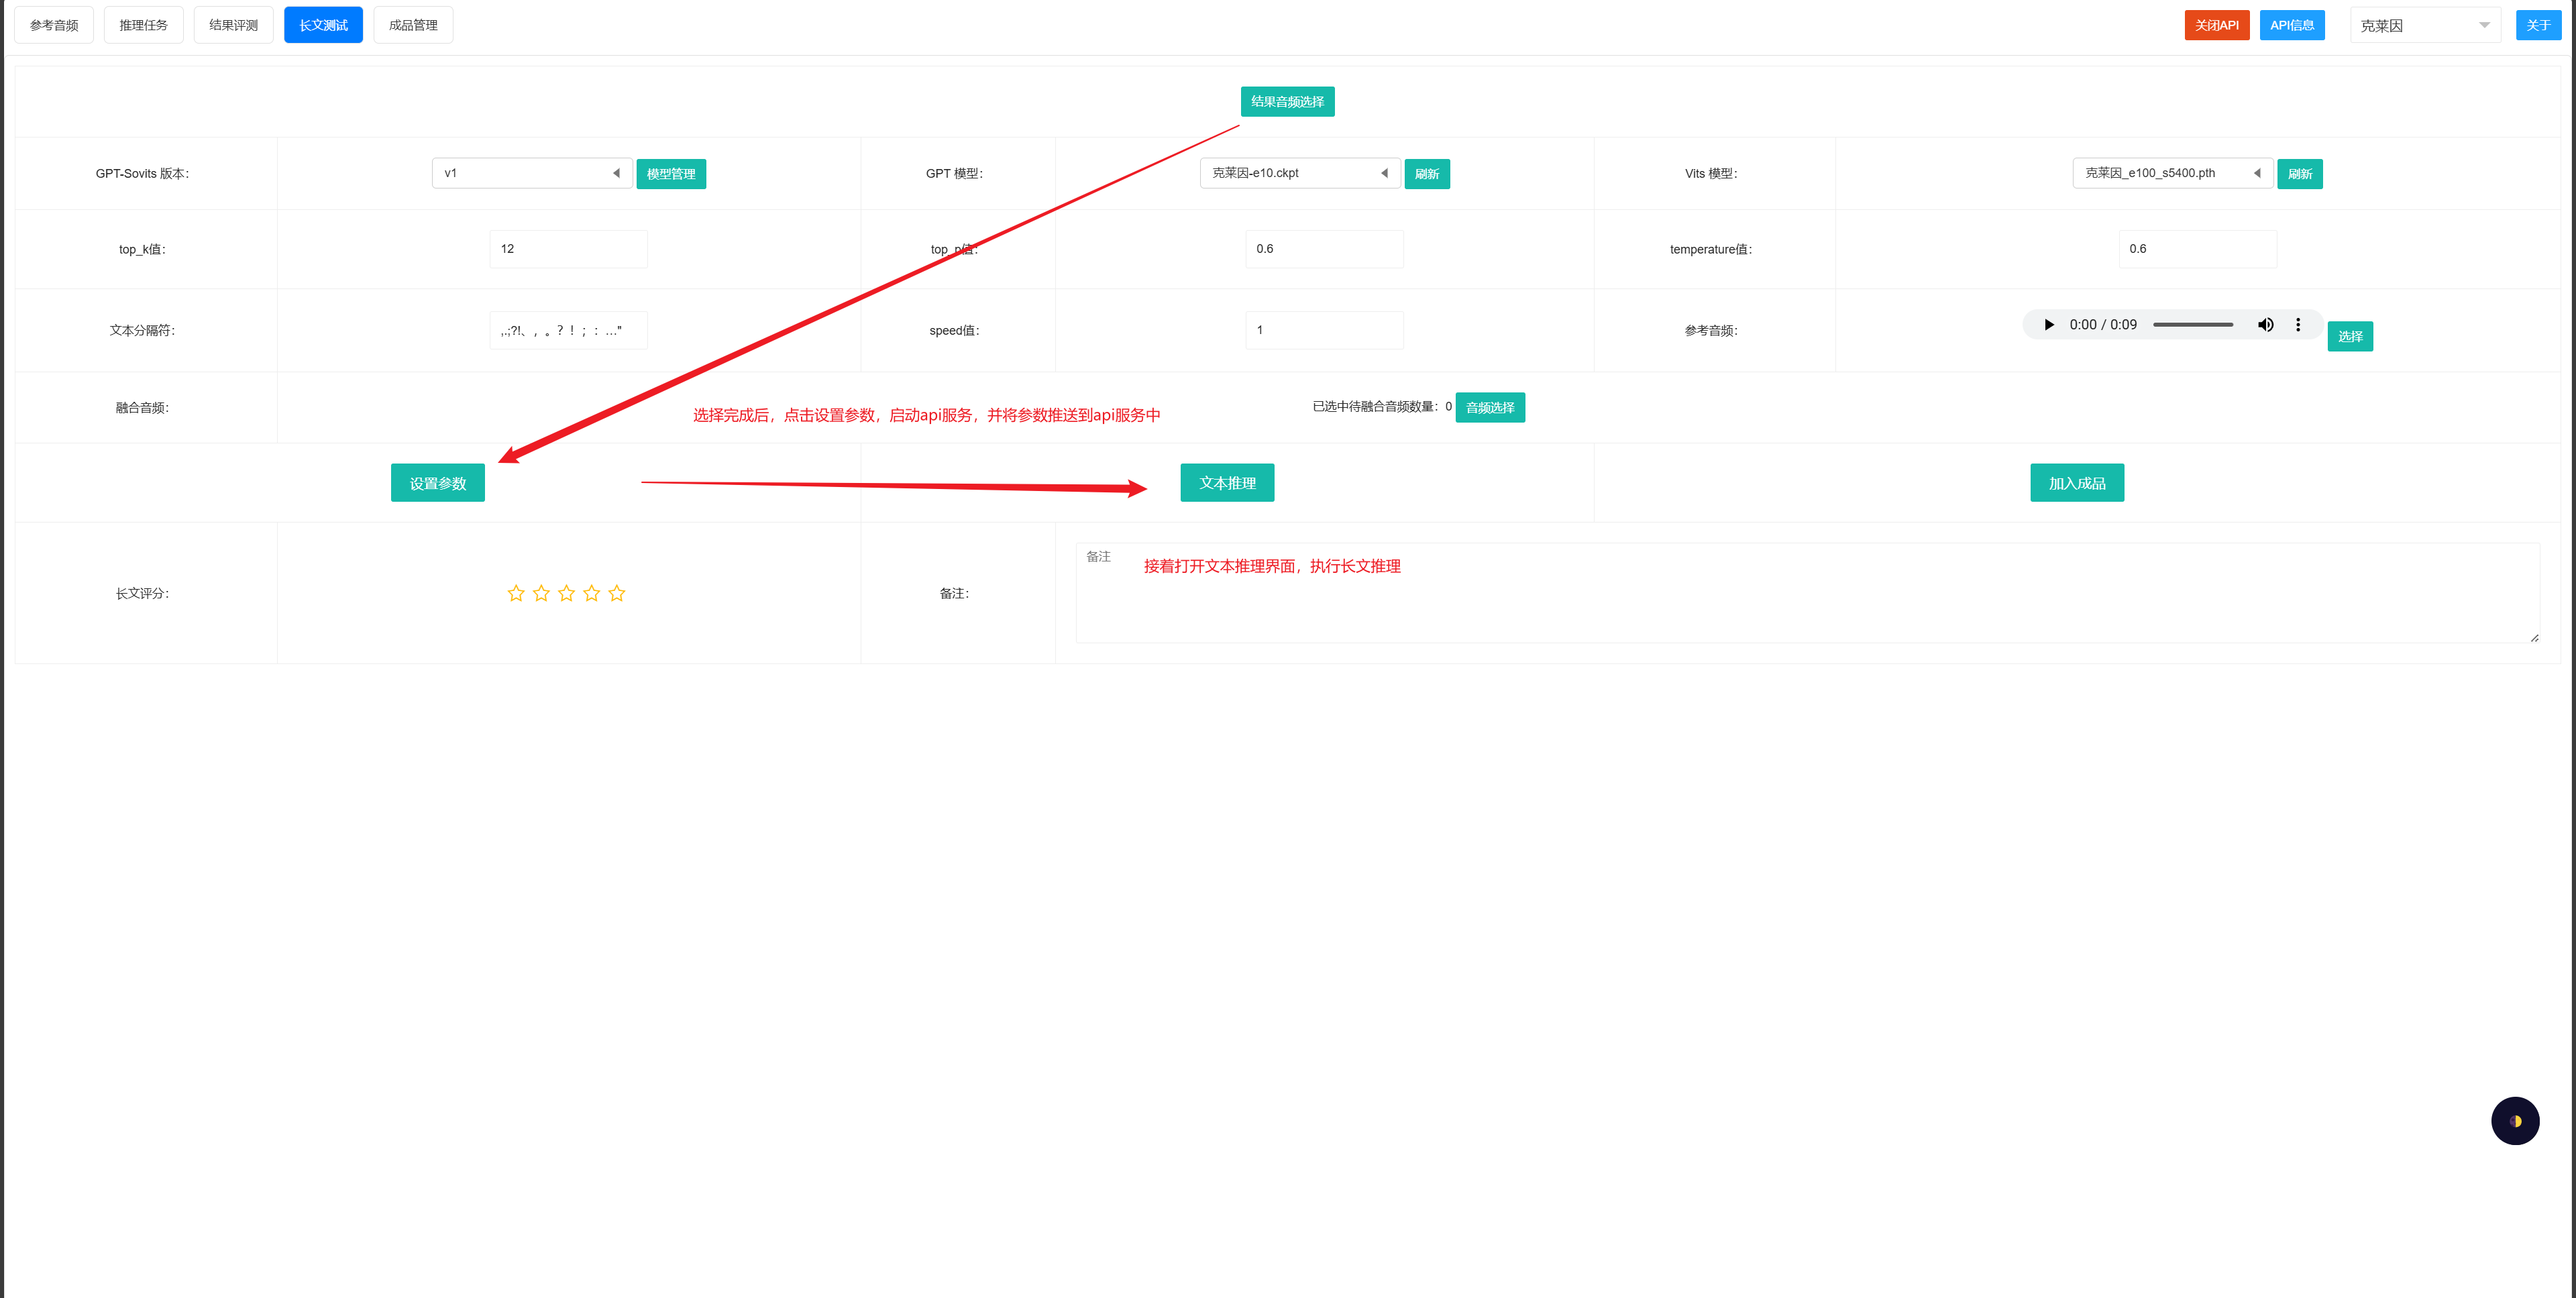 参考音频 推理任务 结果评测 长文测试 成品管理 关闭API API信息 克莱因 关于
结果音频选择
GPT-Sovits 版本： v1 模型管理 GPT 模型： 克莱因-e10.ckpt 刷新 Vits 模型： 克莱因_e100_s5400.pth 刷新
top_k值： 12 top_p值： 0.6 temperature值： 0.6
文本分隔符： ,.;?!、，。？！；：…" speed值： 1 参考音频： 0:00 / 0:09 选择
融合音频： 选择完成后，点击设置参数，启动api服务，并将参数推送到api服务中 已选中待融合音频数量：0 音频选择
设置参数 文本推理 加入成品
长文评分： 备注： 备注 接着打开文本推理界面，执行长文推理